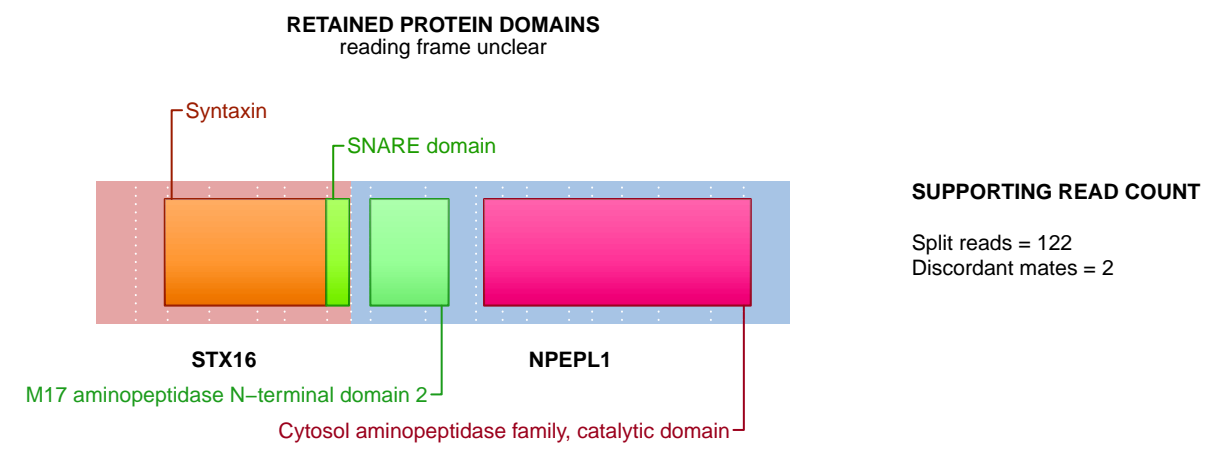 RETAINED PROTEIN DOMAINS
reading frame unclear
Syntaxin
SNARE domain
SUPPORTING READ COUNT
Split reads = 122
Discordant mates = 2
STX16
NPEPL1
M17 aminopeptidase N−terminal domain 2
Cytosol aminopeptidase family, catalytic domain